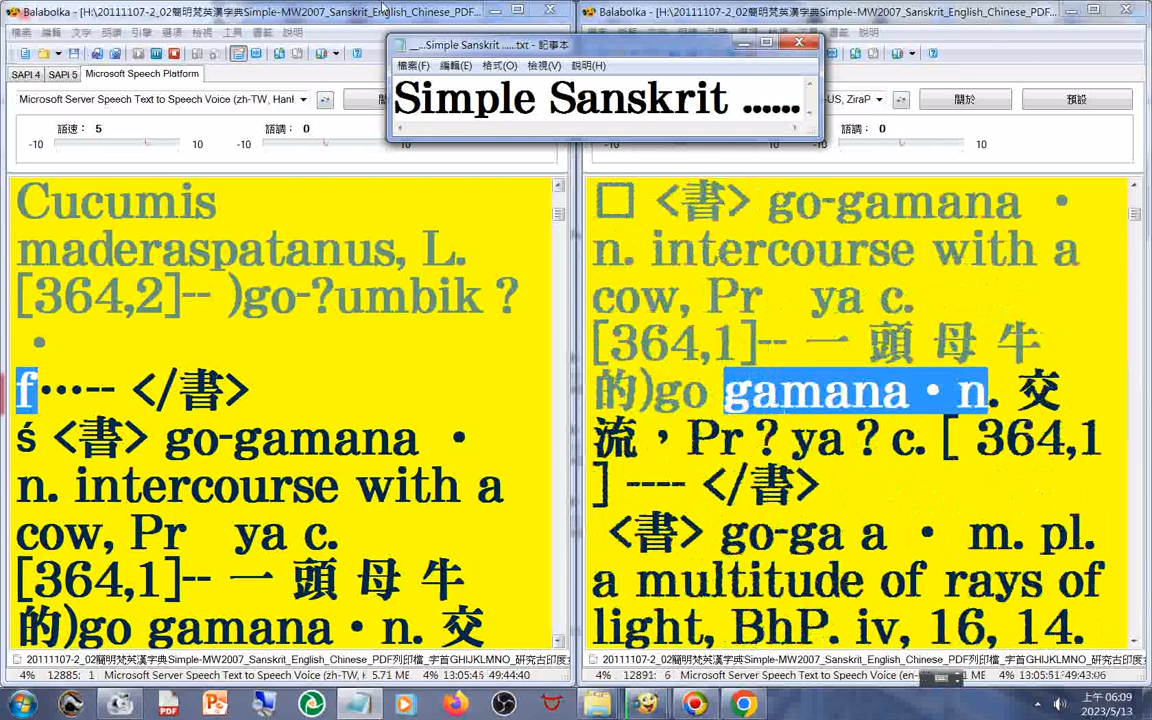 Balabolka - [H:\20111107-2_02簡明梵英漢字典Simple-MW2007_Sanskrit_English_Chinese_PDF...
Balabolka - [H:\20111107-2_02簡明梵英漢字典Simple-MW2007_Sanskrit_English_Chinese_PDF...
__...Simple Sanskrit ......txt - 記事本
檔案(F) 編輯(E) 格式(O) 檢視(V) 說明(H)
Simple Sanskrit ......
SAPI 4 SAPI 5 Microsoft Speech Platform
Microsoft Server Speech Text to Speech Voice (zh-TW, Han
-US, ZiraP
關於
預設
語速: 5
語調: 0
語調: 0
-10 10 -10
10
Cucumis
maderaspatanus, L.
[364,2]-- )go-?umbik ?
•
f•••-- </書>
ś <書> go-gamana •
n. intercourse with a
cow, Pr ya c.
[364,1]-- 一 頭 母 牛
的)go gamana • n. 交
□ <書> go-gamana •
n. intercourse with a
cow, Pr ya c.
[364,1]-- 一 頭 母 牛
的)go gamana • n. 交
流，Pr ? ya ? c. [ 364,1
] ---- </書>
<書> go-ga a • m. pl.
a multitude of rays of
light, BhP. iv, 16, 14.
20111107-2_02簡明梵英漢字典Simple-MW2007_Sanskrit_English_Chinese_PDF列印檔_字首GHIJKLMNO_研究古印度
20111107-2_02簡明梵英漢字典Simple-MW2007_Sanskrit_English_Chinese_PDF列印檔_字首GHIJKLMNO_研究古印度
4% 12885: 1 Microsoft Server Speech Text to Speech Voice (zh-TW, H 5.71 MB 4% 13:05:45 49:44:40
4% 12891: 6 Microsoft Server Speech Text to Speech Voice (en-US, 13:05:51 49:43:06
上午 06:09
2023/5/13